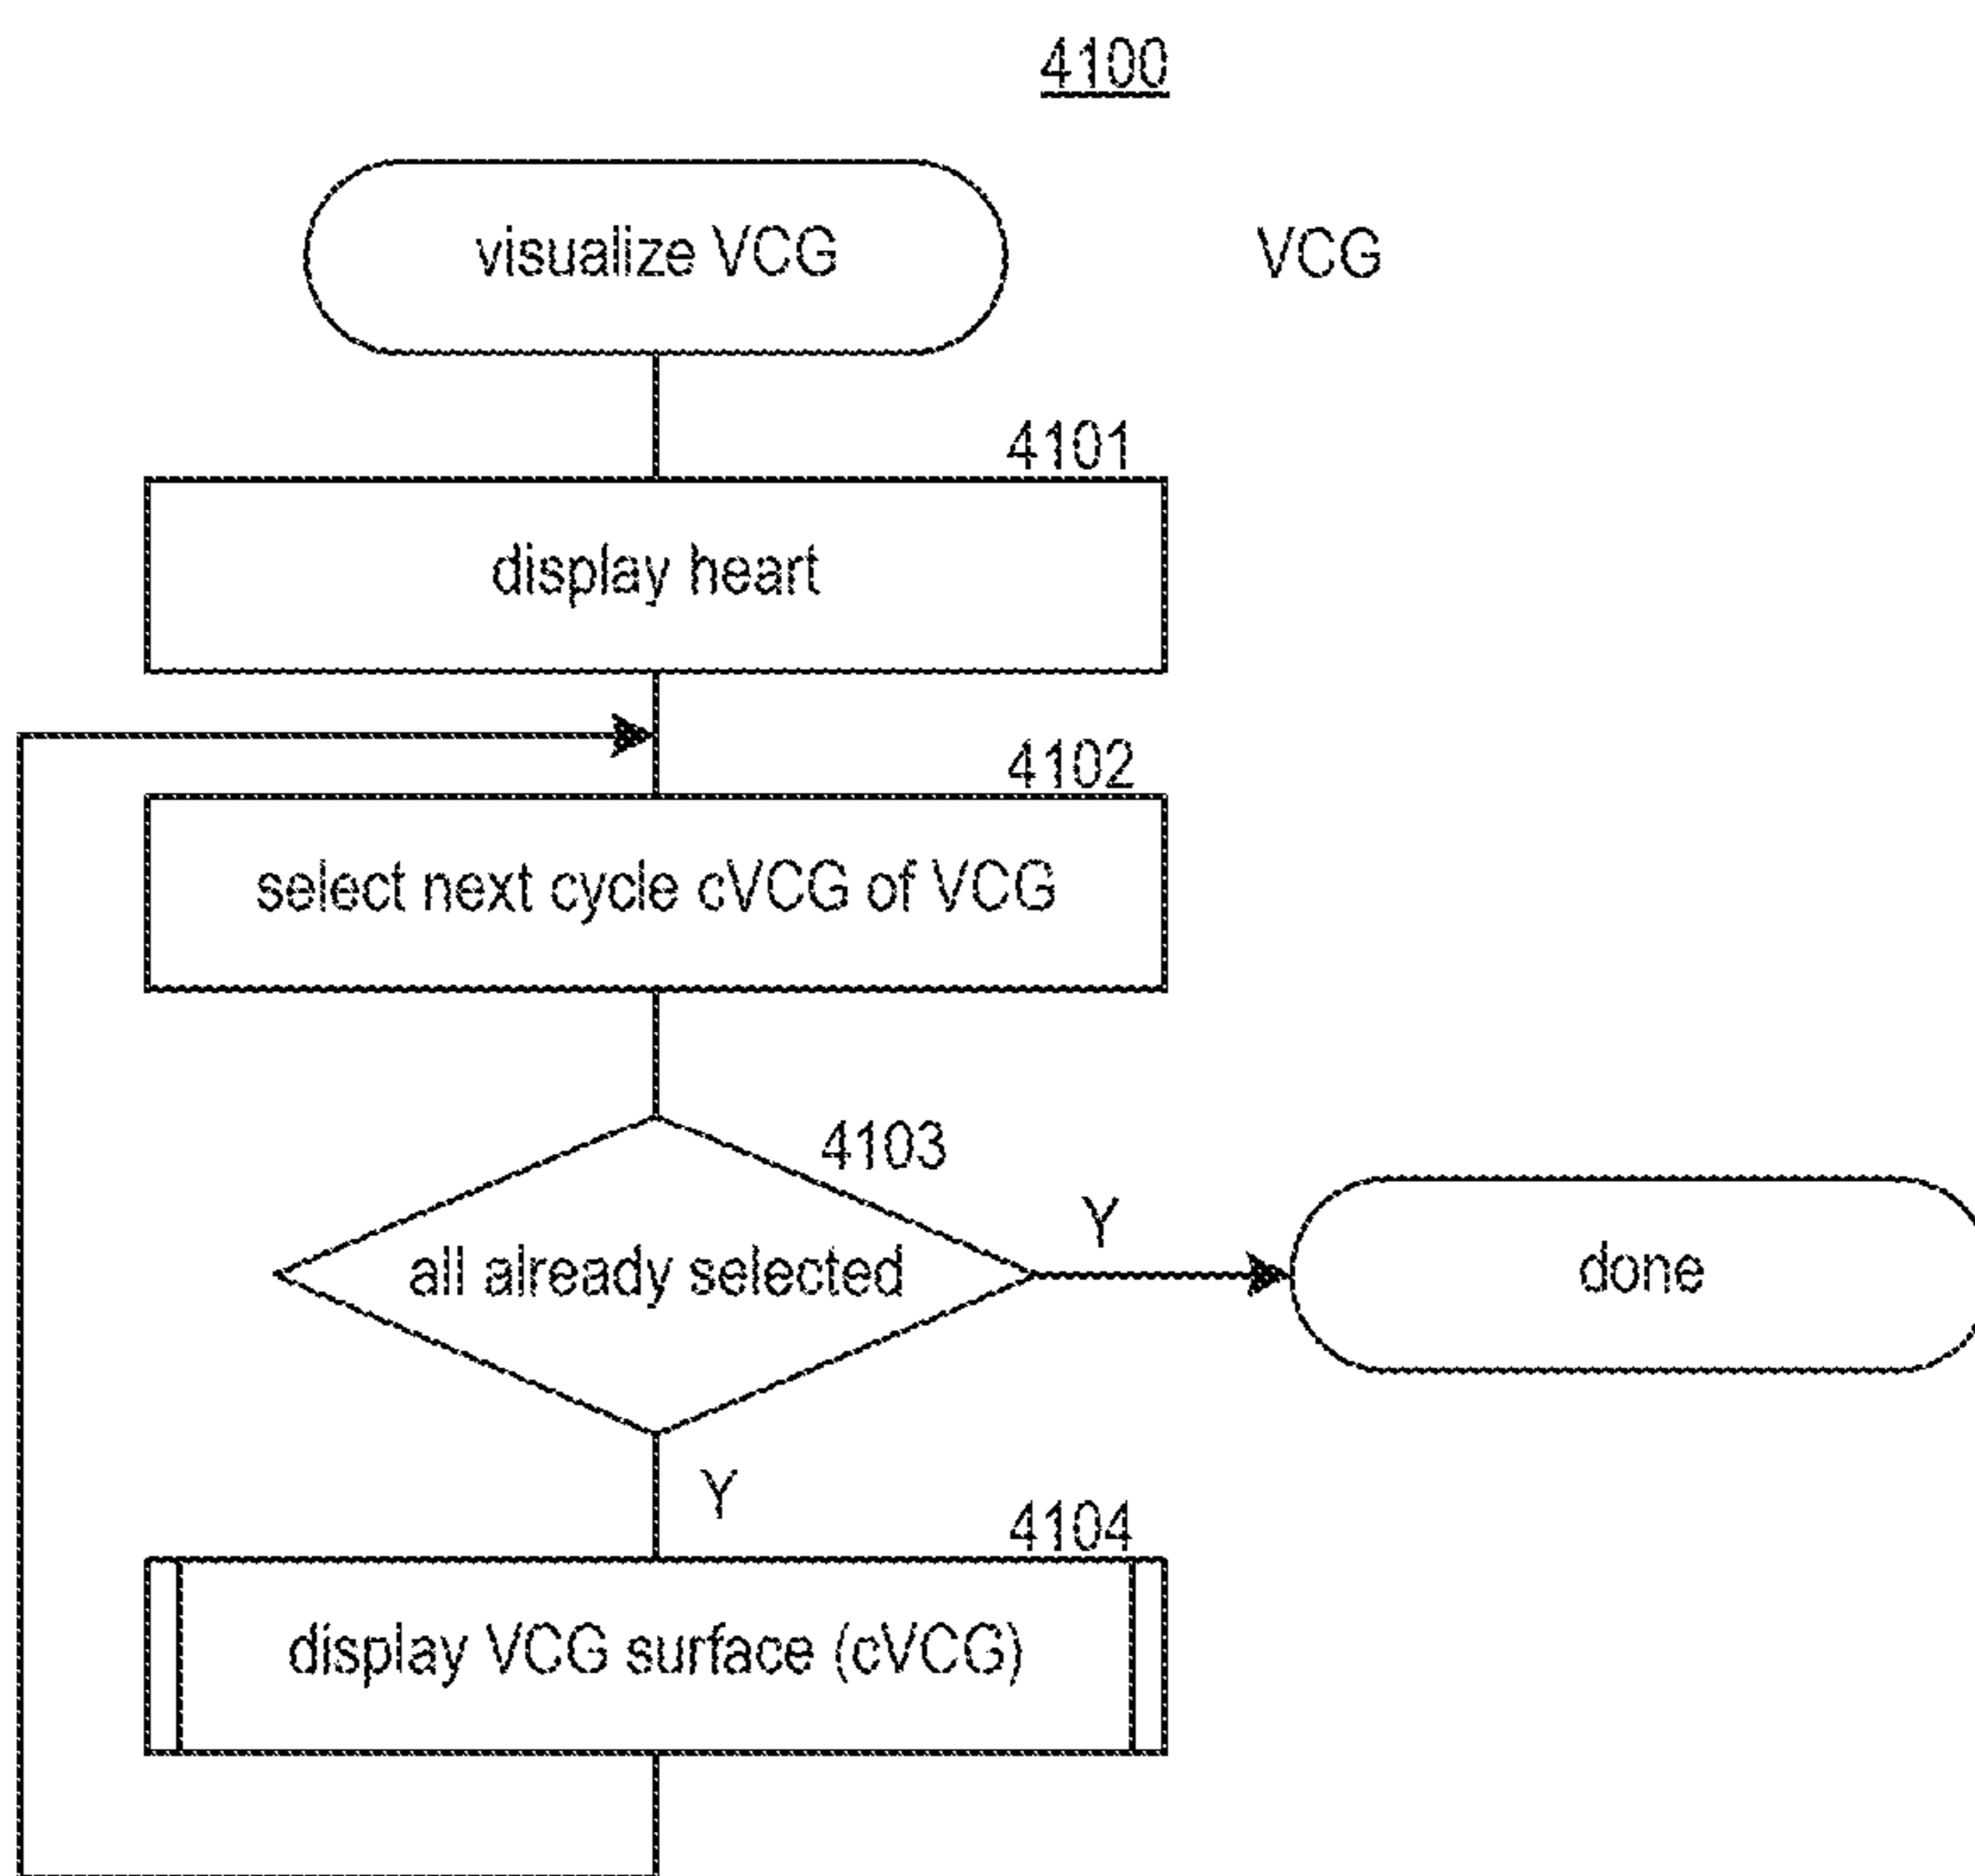 4100
visualize VCG
VCG
4101
display heart
4102
select next cycle cVCG of VCG
4103
all already selected
Y
done
Y
4104
display VCG surface (cVCG)